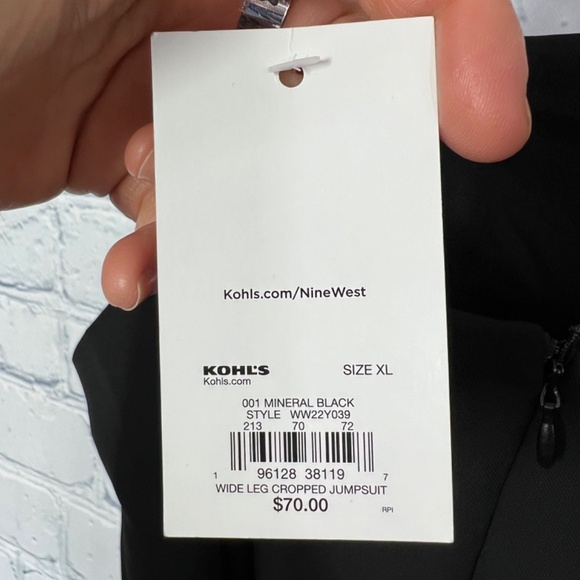 Kohls.com/NineWest
KOHL'S SIZE XL
Kohls.com
001 MINERAL BLACK
STYLE WW22Y039
213 70 72
1 96128 38119 7
WIDE LEG CROPPED JUMPSUIT
$70.00
RPI